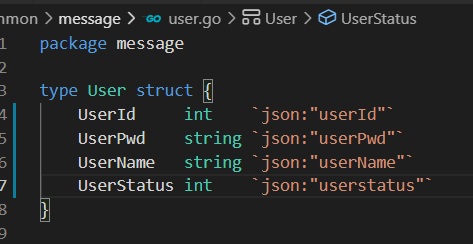 mmon > message > user.go > User > UserStatus
1 package message
2
3 type User struct {
4 UserId int `json:"userId"`
5 UserPwd string `json:"userPwd"`
6 UserName string `json:"userName"`
7 UserStatus int `json:"userstatus"`
8 }
9